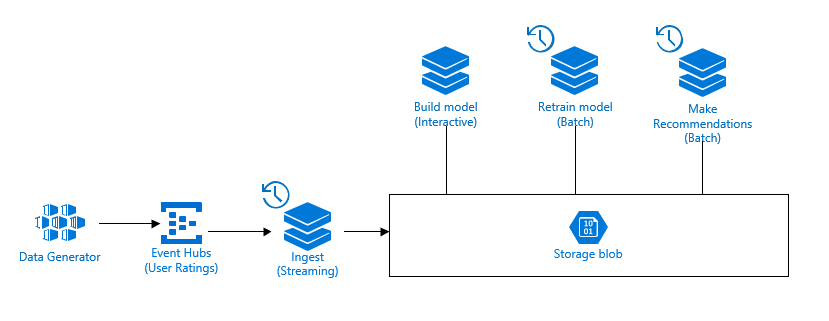 Build model
(Interactive)
Retrain model
(Batch)
Make
Recommendations
(Batch)
Data Generator
Event Hubs
(User Ratings)
Ingest
(Streaming)
10
01
Storage blob